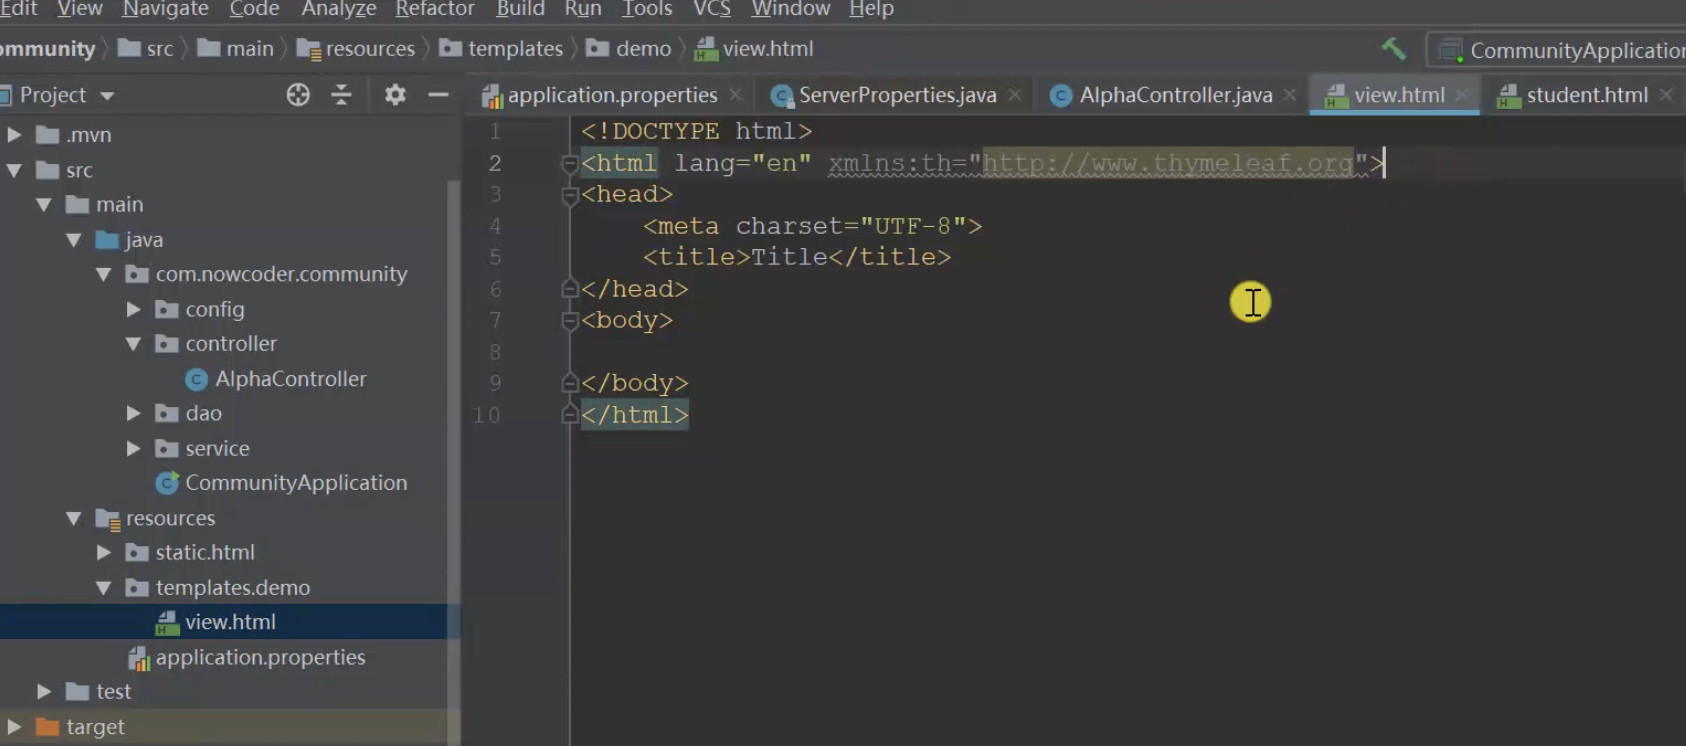 Edit View Navigate Code Analyze Refactor Build Run Tools VCS Window Help
ommunity src main resources templates demo view.html CommunityApplication
Project application.properties ServerProperties.java AlphaController.java view.html student.html
.mvn
src
main
java
com.nowcoder.community
config
controller
AlphaController
dao
service
CommunityApplication
resources
static.html
templates.demo
view.html
application.properties
test
target
1 <!DOCTYPE html>
2 <html lang="en" xmlns:th="http://www.thymeleaf.org">
3 <head>
4 <meta charset="UTF-8">
5 <title>Title</title>
6 </head>
7 <body>
8
9 </body>
10 </html>